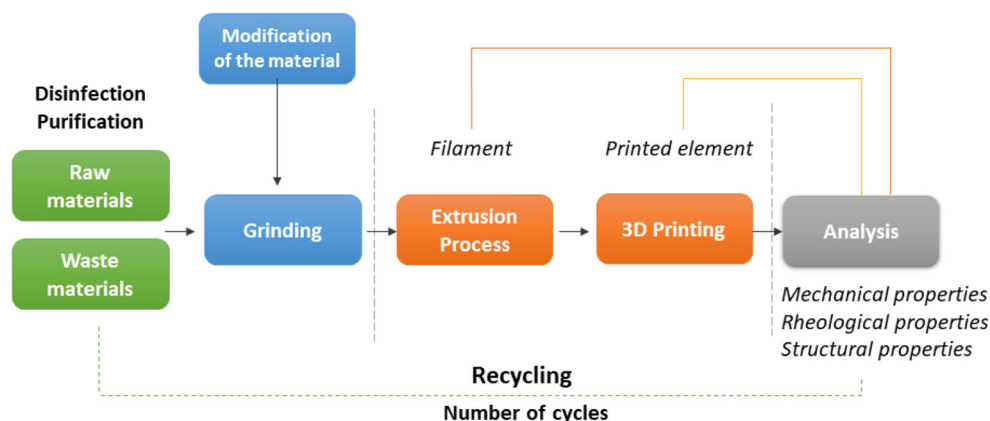 Modification
of the material
Disinfection
Purification
Raw
materials
Waste
materials
Grinding
Filament
Extrusion
Process
Printed element
3D Printing
Analysis
Mechanical properties
Rheological properties
Structural properties
Recycling
Number of cycles